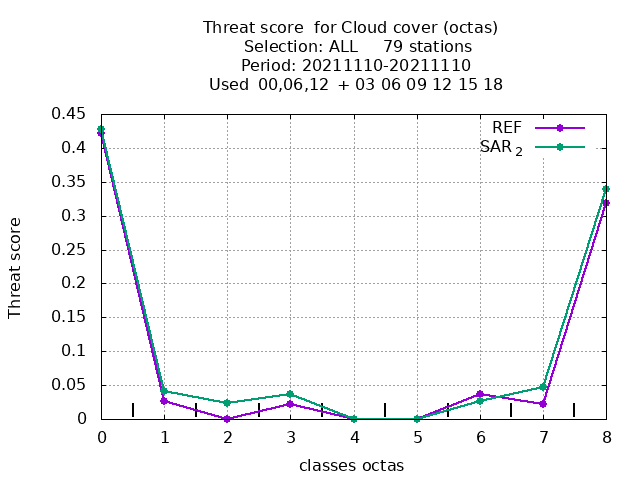 Threat score  for Cloud cover (octas)
Selection: ALL     79 stations
Period: 20211110-20211110
Used  00,06,12  + 03 06 09 12 15 18
REF
SAR 2
0.45
0.4
0.35
0.3
0.25
0.2
0.15
0.1
0.05
0
Threat score
0 1 2 3 4 5 6 7 8
classes octas